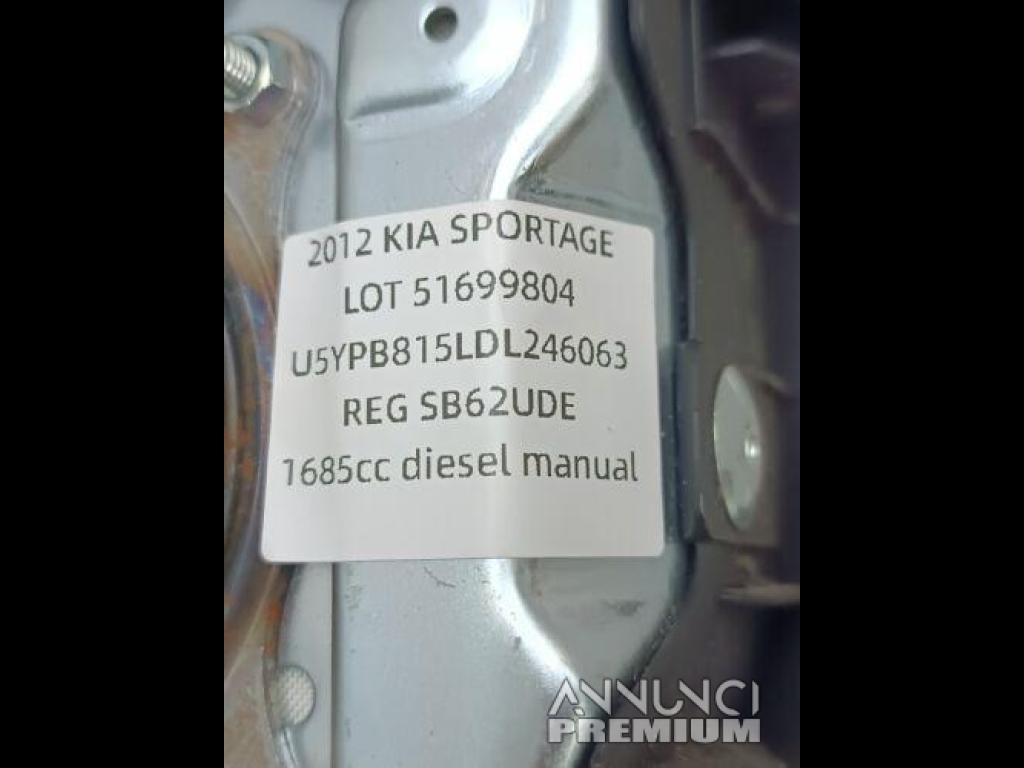 2012 KIA SPORTAGE
LOT 51699804
U5YPB815LDL246063
REG SB62UDE
1685cc diesel manual
ANNUNCI
PREMIUM